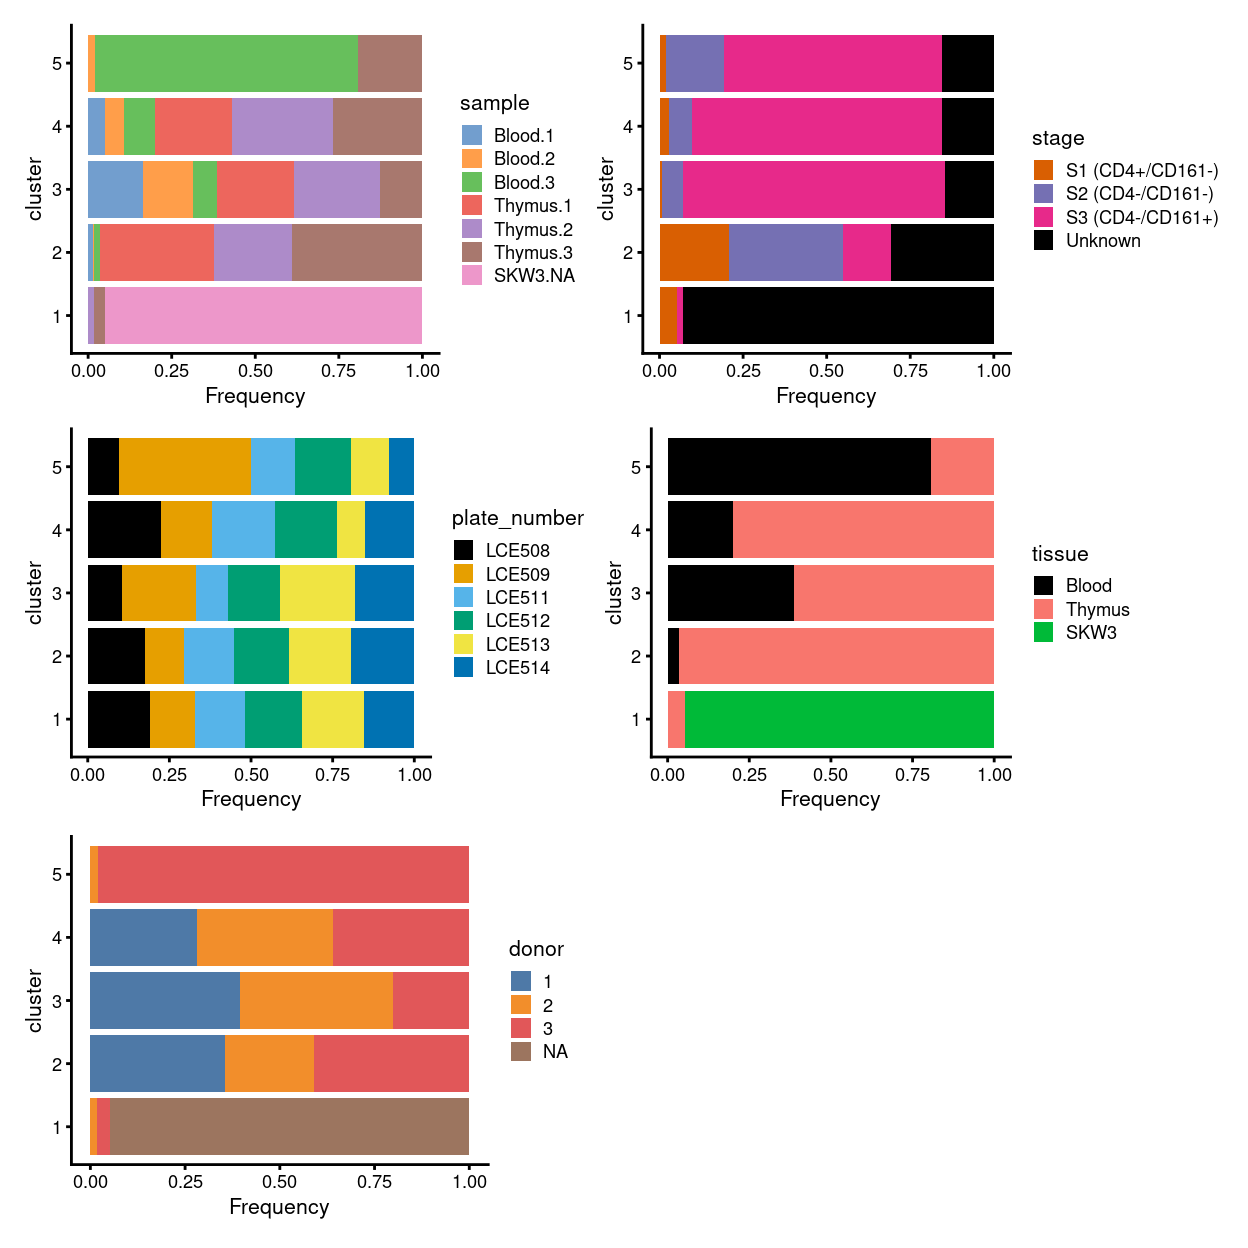 cluster
5
4
3
2
1
0.00 0.25 0.50 0.75 1.00
Frequency
sample
Blood.1
Blood.2
Blood.3
Thymus.1
Thymus.2
Thymus.3
SKW3.NA
cluster
5
4
3
2
1
0.00 0.25 0.50 0.75 1.00
Frequency
stage
S1 (CD4+/CD161-)
S2 (CD4-/CD161-)
S3 (CD4-/CD161+)
Unknown
cluster
5
4
3
2
1
0.00 0.25 0.50 0.75 1.00
Frequency
plate_number
LCE508
LCE509
LCE511
LCE512
LCE513
LCE514
cluster
5
4
3
2
1
0.00 0.25 0.50 0.75 1.00
Frequency
tissue
Blood
Thymus
SKW3
cluster
5
4
3
2
1
0.00 0.25 0.50 0.75 1.00
Frequency
donor
1
2
3
NA